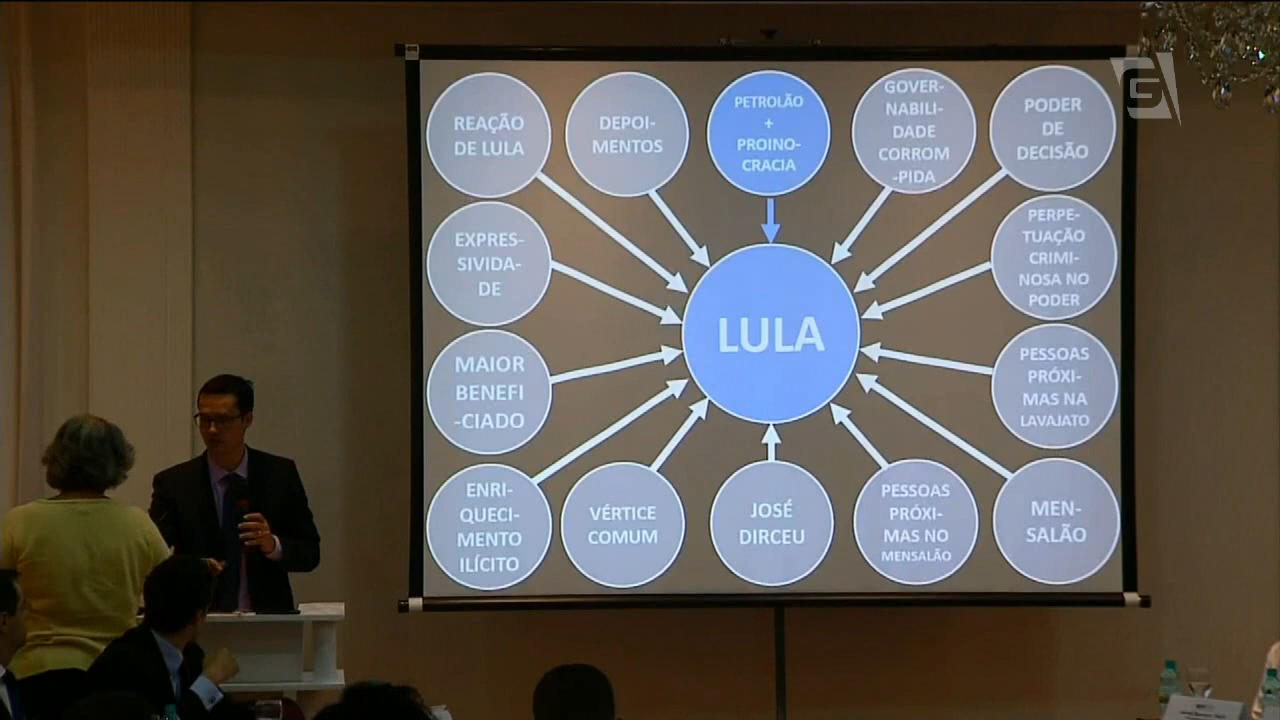 REAÇÃO
DE LULA
DEPOI-
MENTOS
PETROLÃO
+
PROINO-
CRACIA
GOVER-
NABILI-
DADE
CORROM
-PIDA
PODER
DE
DECISÃO
EXPRES-
SIVIDA-
DE
PERPE-
TUAÇÃO
CRIMI-
NOSA NO
PODER
LULA
MAIOR
BENEFI
-CIADO
PESSOAS
PRÓXI-
MAS NA
LAVAJATO
ENRI-
QUECI-
MENTO
ILÍCITO
VÉRTICE
COMUM
JOSÉ
DIRCEU
PESSOAS
PRÓXI-
MAS NO
MENSALÃO
MEN-
SALÃO